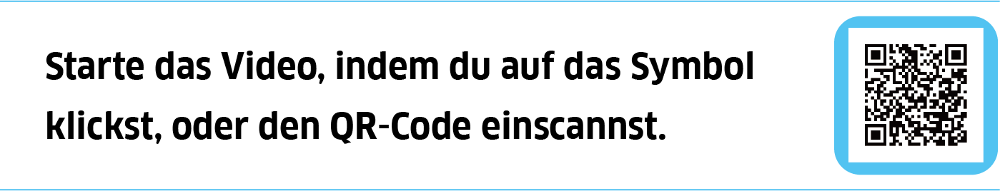 Starte das Video, indem du auf das Symbol
klickst, oder den QR-Code einscannst.